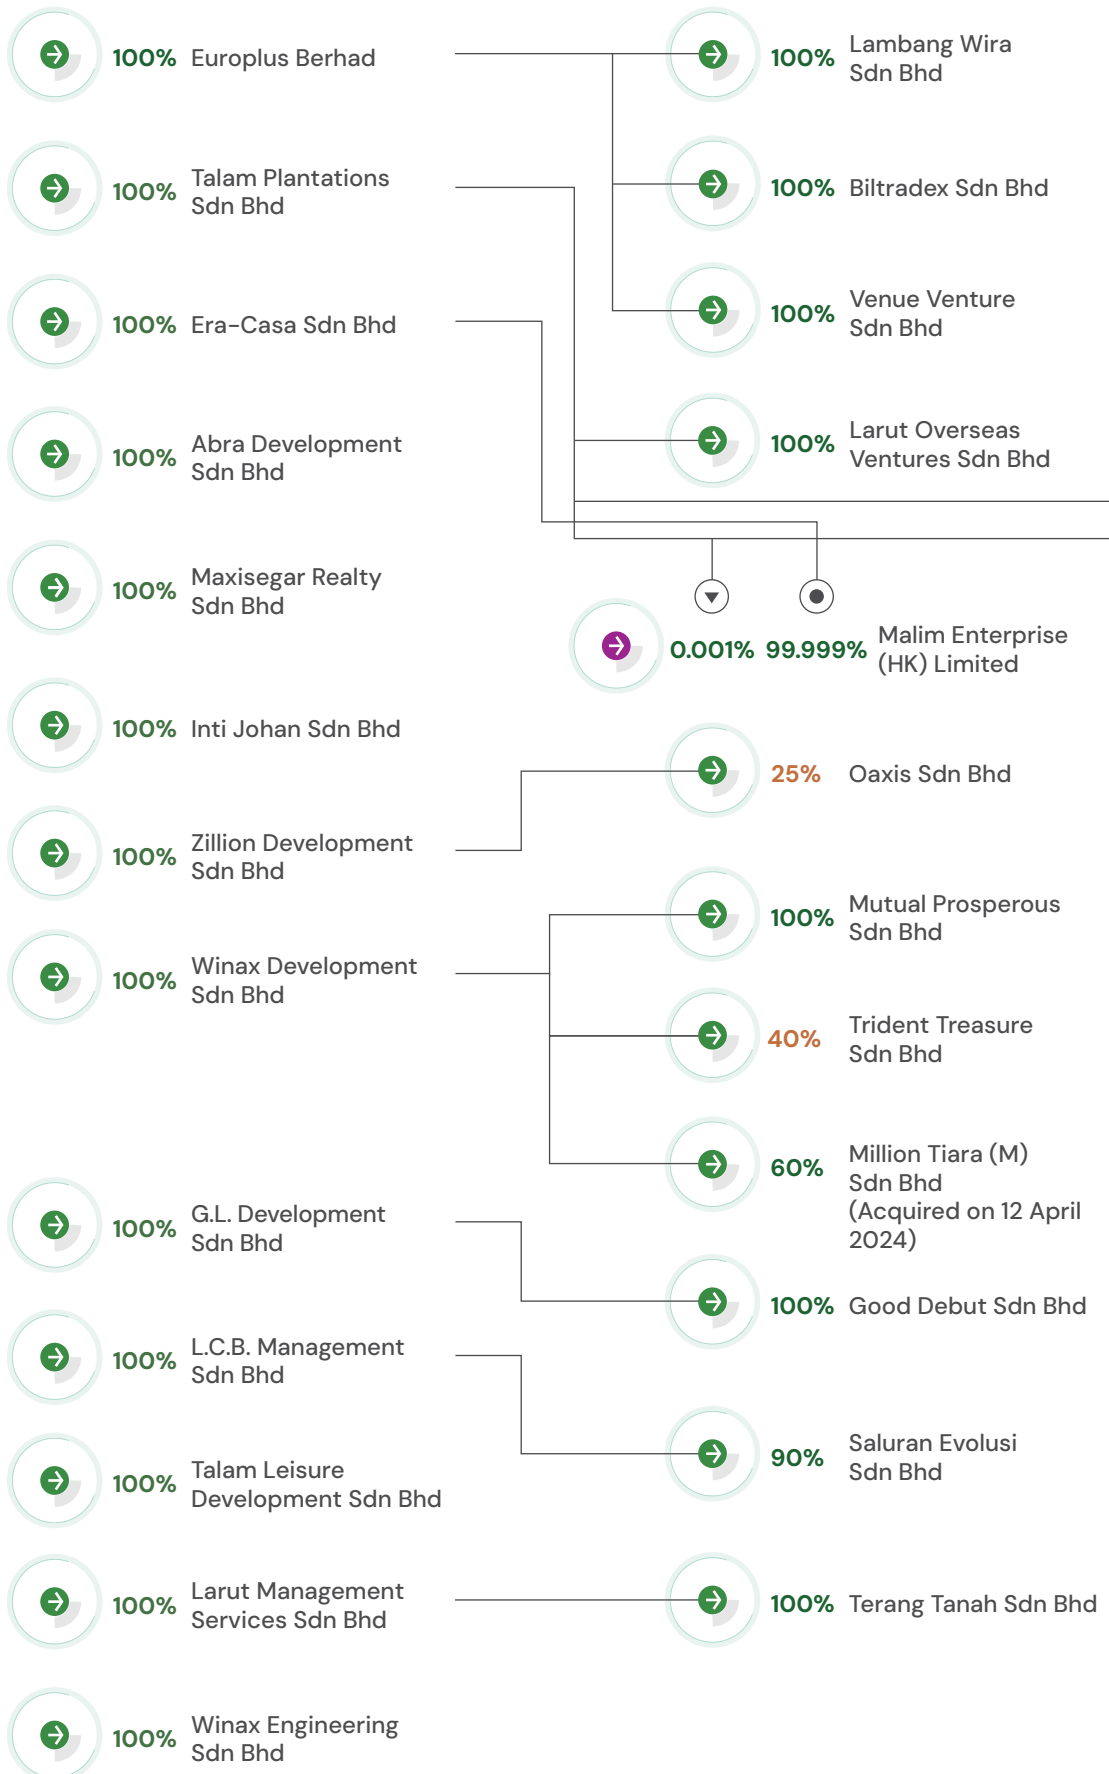 100% Europlus Berhad
100% Talam Plantations
Sdn Bhd
100% Era-Casa Sdn Bhd
100% Abra Development
Sdn Bhd
100% Maxisegar Realty
Sdn Bhd
100% Inti Johan Sdn Bhd
100% Zillion Development
Sdn Bhd
100% Winax Development
Sdn Bhd
100% G.L. Development
Sdn Bhd
100% L.C.B. Management
Sdn Bhd
100% Talam Leisure
Development Sdn Bhd
100% Larut Management
Services Sdn Bhd
100% Winax Engineering
Sdn Bhd
100% Lambang Wira
Sdn Bhd
100% Biltradex Sdn Bhd
100% Venue Venture
Sdn Bhd
100% Larut Overseas
Ventures Sdn Bhd
0.001% 99.999% Malim Enterprise
(HK) Limited
25% Oaxis Sdn Bhd
100% Mutual Prosperous
Sdn Bhd
40% Trident Treasure
Sdn Bhd
60% Million Tiara (M)
Sdn Bhd
(Acquired on 12 April
2024)
100% Good Debut Sdn Bhd
90% Saluran Evolusi
Sdn Bhd
100% Terang Tanah Sdn Bhd